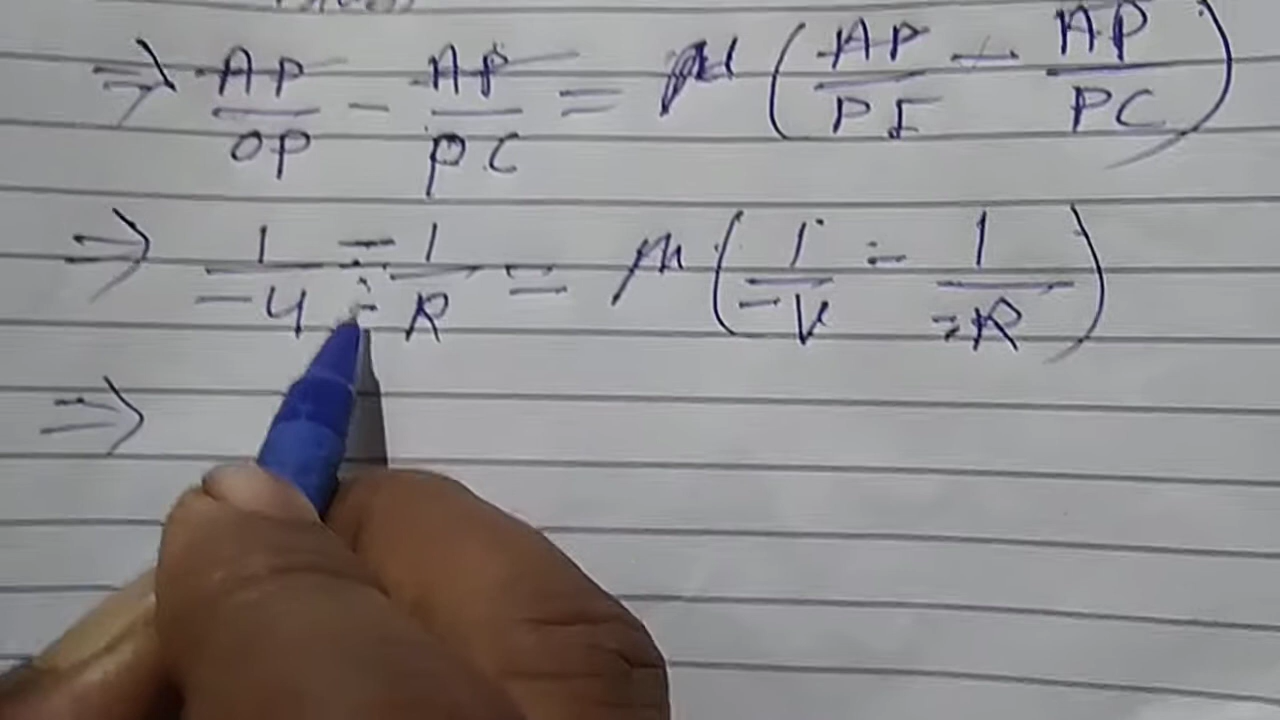 ⇒ AP/OP - AP/PC = μ (AP/PI - AP/PC)
⇒ 1/-u - 1/-R = μ (1/-v - 1/-R)
⇒